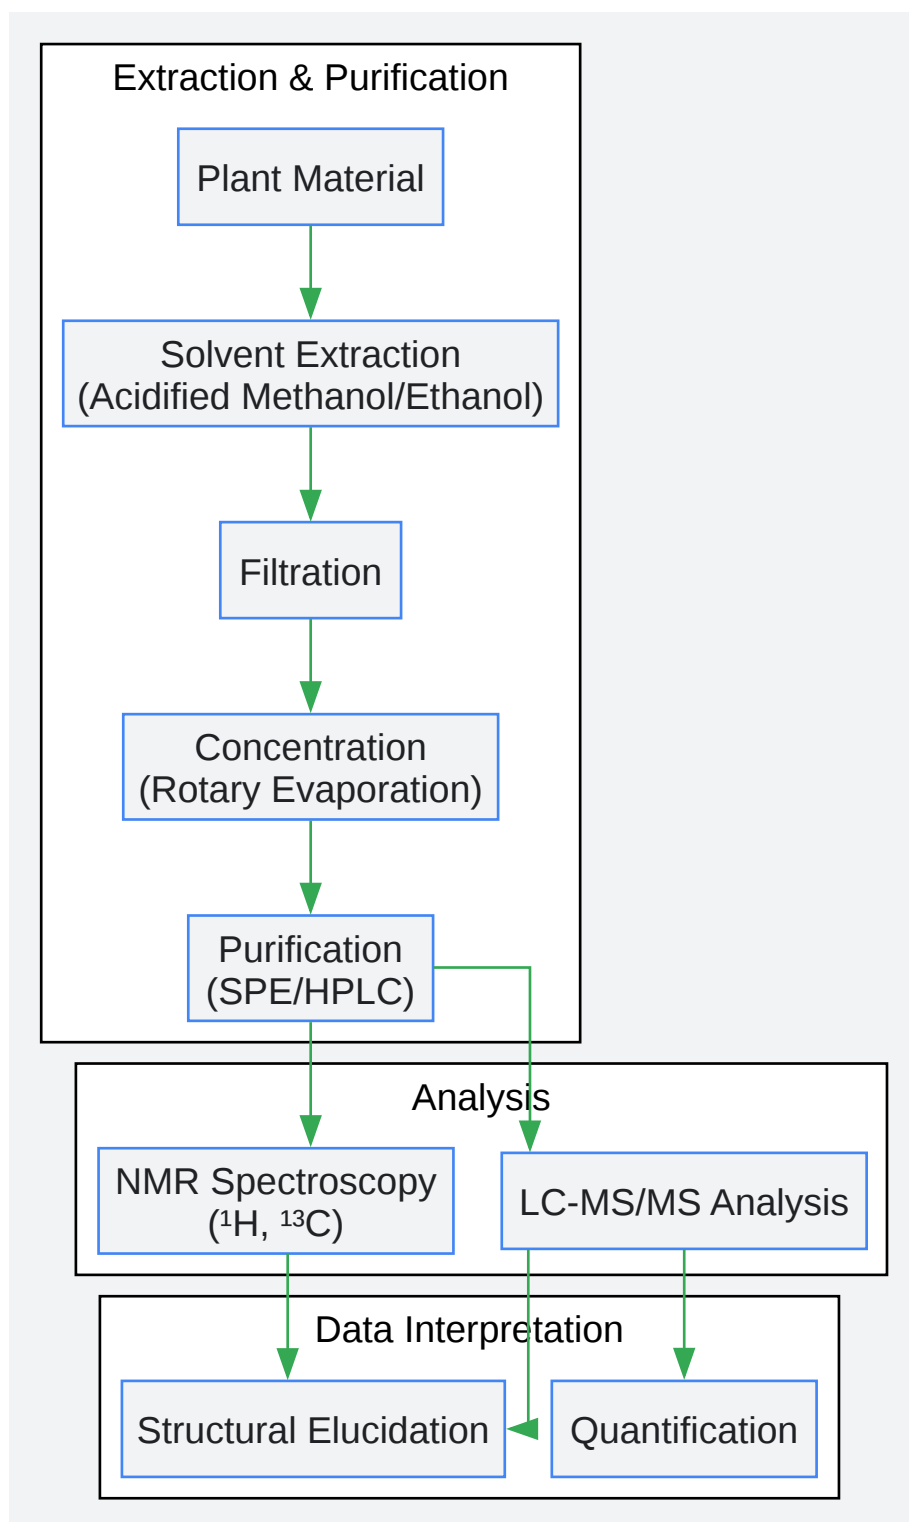 Extraction & Purification
Plant Material
Solvent Extraction
(Acidified Methanol/Ethanol)
Filtration
Concentration
(Rotary Evaporation)
Purification
(SPE/HPLC)
Analysis
NMR Spectroscopy
(¹H, ¹³C)
LC-MS/MS Analysis
Data Interpretation
Structural Elucidation
Quantification